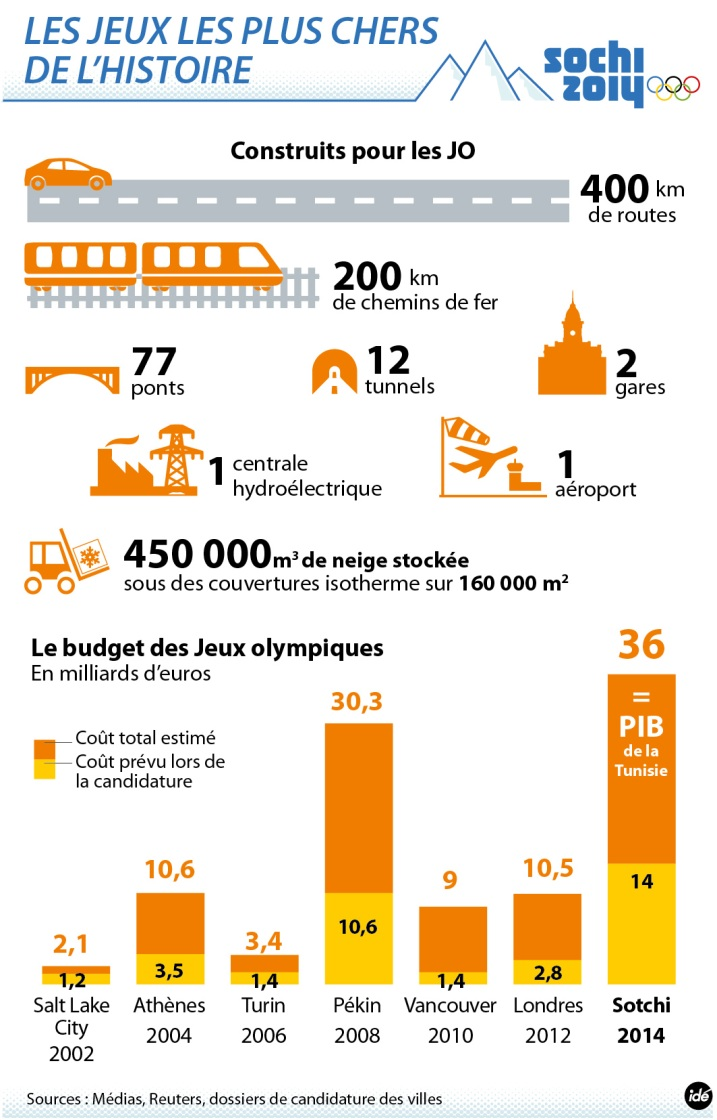 LES JEUX LES PLUS CHERS
DE L'HISTOIRE
sochi
2014
Construits pour les JO
400 km
de routes
200 km
de chemins de fer
77
ponts
12
tunnels
2
gares
1 centrale
hydroélectrique
1
aéroport
450 000 m³ de neige stockée
sous des couvertures isotherme sur 160 000 m²
Le budget des Jeux olympiques
En milliards d'euros
Coût total estimé
Coût prévu lors de
la candidature
2,1
1,2
Salt Lake
City
2002
10,6
3,5
Athènes
2004
3,4
1,4
Turin
2006
30,3
10,6
Pékin
2008
9
1,4
Vancouver
2010
10,5
2,8
Londres
2012
36
=
PIB
de la
Tunisie
14
Sotchi
2014
Sources : Médias, Reuters, dossiers de candidature des villes
idé